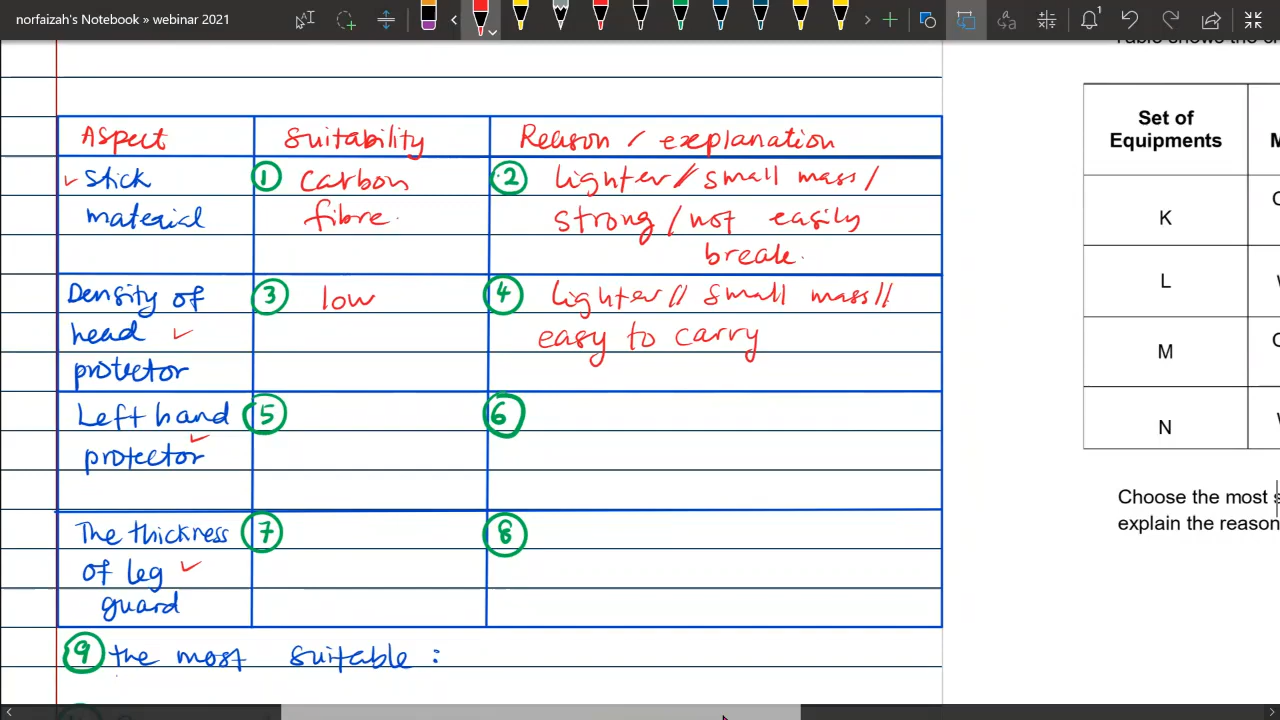 norfaizah's Notebook » webinar 2021
Aspect Suitability Reason / exeplanation
stick material
① Carbon fibre.
② lighter // small mass /
strong / not easily
break.
Density of
head
protector
③ low
④ lighter // small mass //
easy to carry
Left hand
protector
⑤
⑥
The thickness
of leg
guard
⑦
⑧
⑨ the most suitable :
Set of
Equipments
K
L
M
N
Choose the most
explain the reason